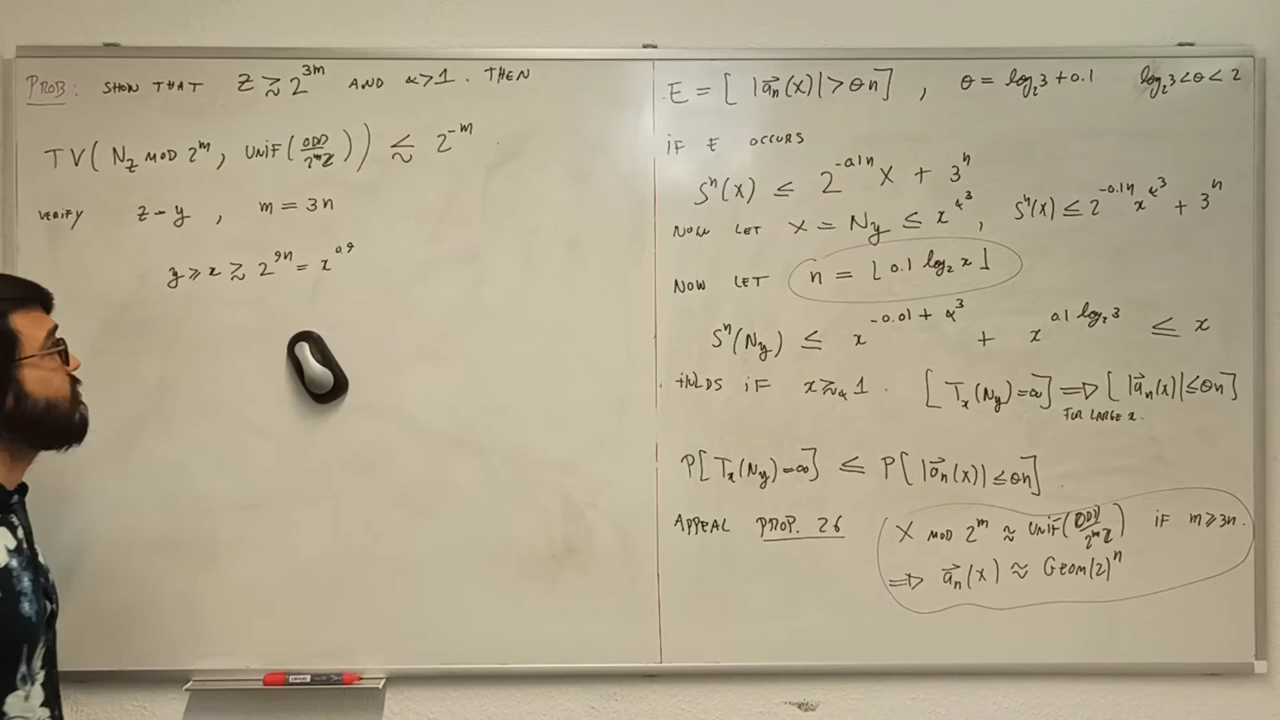 PROB: SHOW THAT z ≳ 2^{3m} AND α>1. THEN
TV( N_z MOD 2^m, UNIF( ODD / 2^m ℤ )) ≲ 2^{-m}
VERIFY z = y, m = 3n
y ≥ x ≳ 2^{9n} = x^{0.9}
E = [ |a⃗_n(x)| > θn ], θ = log_2 3 + 0.1 log_2 3 < θ < 2
IF E OCCURS
S^n(X) ≤ 2^{-0.1n} X + 3^n
NOW LET X = N_y ≤ x^{α^3}, S^n(X) ≤ 2^{-0.1n} x^{α^3} + 3^n
NOW LET n = ⌊ 0.1 log_2 x ⌋
S^n(N_y) ≤ x^{-0.01 + α^3} + x^{0.1 log_2 3} ≤ x
HOLDS IF x ≳_α 1. [ T_x(N_y)=∞ ] ⟹ [ |a⃗_n(x)| ≤ θn ]
FOR LARGE x.
P[ T_x(N_y)=∞ ] ≤ P[ |a⃗_n(x)| ≤ θn ]
APPEAL PROP. 26 X MOD 2^m ≈ UNIF( ODD / 2^m ℤ ) IF m ≥ 3n.
⟹ a⃗_n(X) ≈ Geom(2)^n